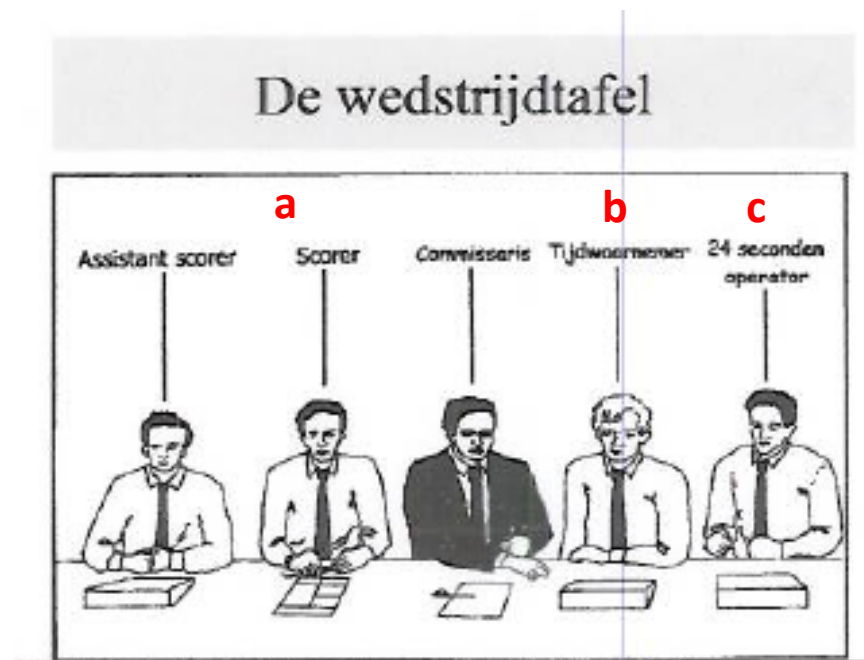 De wedstrijdtafel
a b c
Assistant scorer Scorer Commissaris Tijdwaarnemer 24 seconden
operator